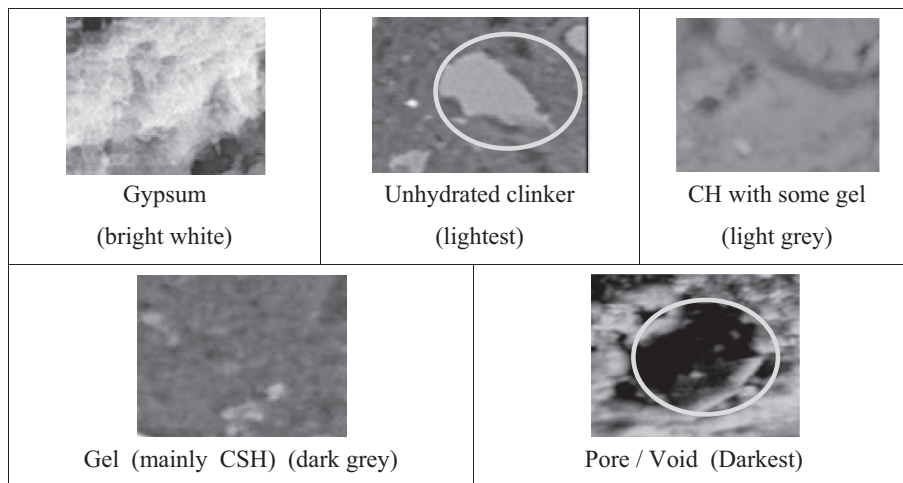 Gypsum
(bright white)
Unhydrated clinker
(lightest)
CH with some gel
(light grey)
Gel (mainly CSH) (dark grey)
Pore / Void (Darkest)